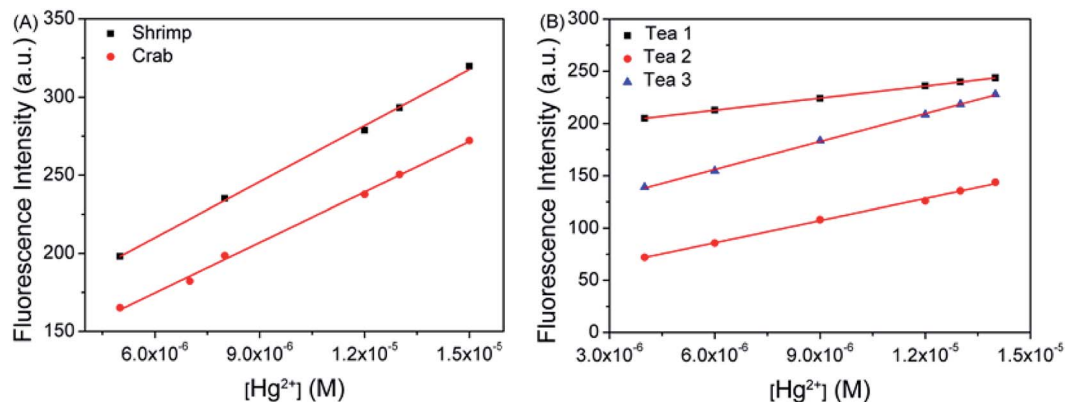 (A)
350
300
250
200
150
Fluorescence Intensity (a.u.)
Shrimp
Crab
6.0x10⁻⁶ 9.0x10⁻⁶ 1.2x10⁻⁵ 1.5x10⁻⁵
[Hg²⁺] (M)
(B)
300
250
200
150
100
50
0
Fluorescence Intensity (a.u.)
Tea 1
Tea 2
Tea 3
3.0x10⁻⁶ 6.0x10⁻⁶ 9.0x10⁻⁶ 1.2x10⁻⁵ 1.5x10⁻⁵
[Hg²⁺] (M)